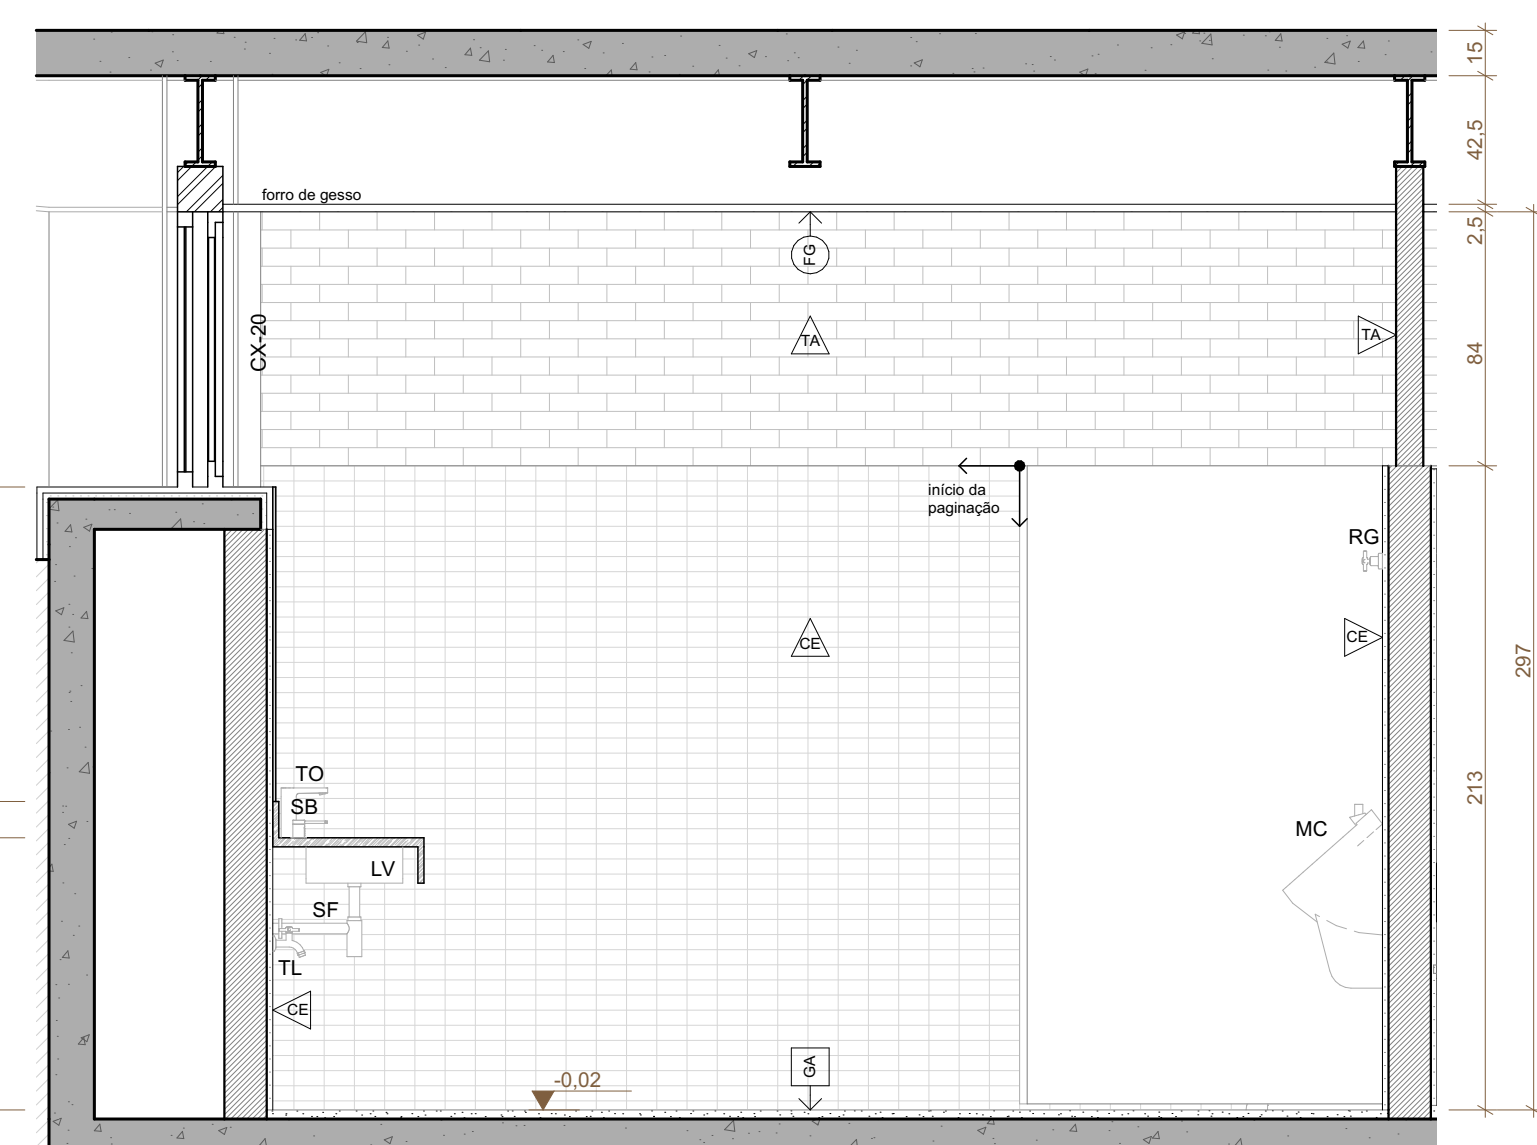 15
42,5
forro de gesso
2,5
FG
CX-20
TA
TA
84
início da
paginação
RG
CE
CE
297
TO
SB
213
MC
LV
SF
TL
CE
GA
-0,02